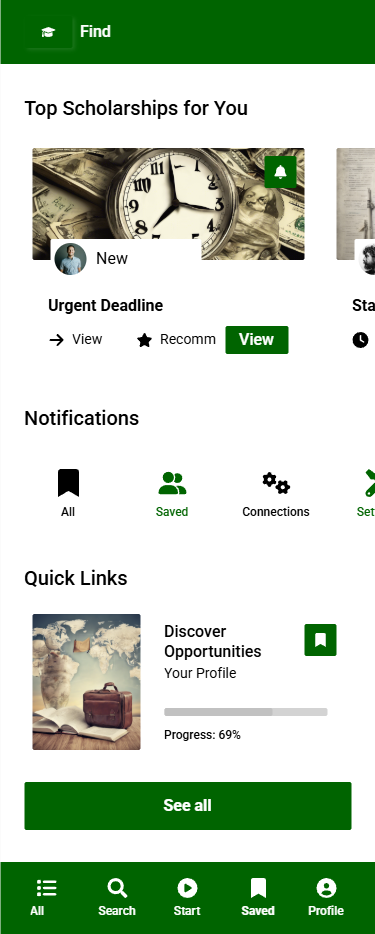 Find
Top Scholarships for You
New
Urgent Deadline
Sta
View
Recomm
View
Notifications
All
Saved
Connections
Set
Quick Links
Discover
Opportunities
Your Profile
Progress: 69%
See all
All
Search
Start
Saved
Profile